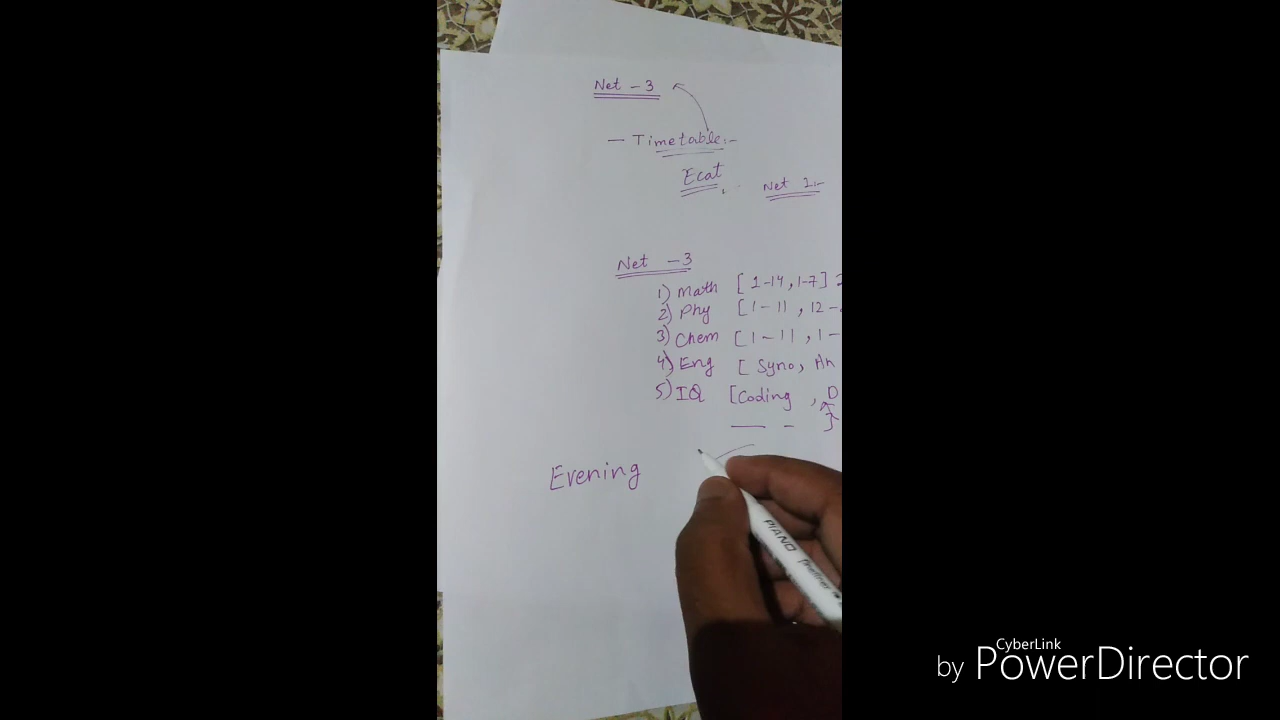 Net - 3
- Timetable:-
Ecat
Net 1:-
Net - 3
1) Math [1-14, 1-7]
2) Phy [1-11, 12-
3) Chem [1-11, 1-
4) Eng [Syno, An
5) IQ [Coding, D
— - }
Evening
PIANO fineliner
CyberLink
by PowerDirector